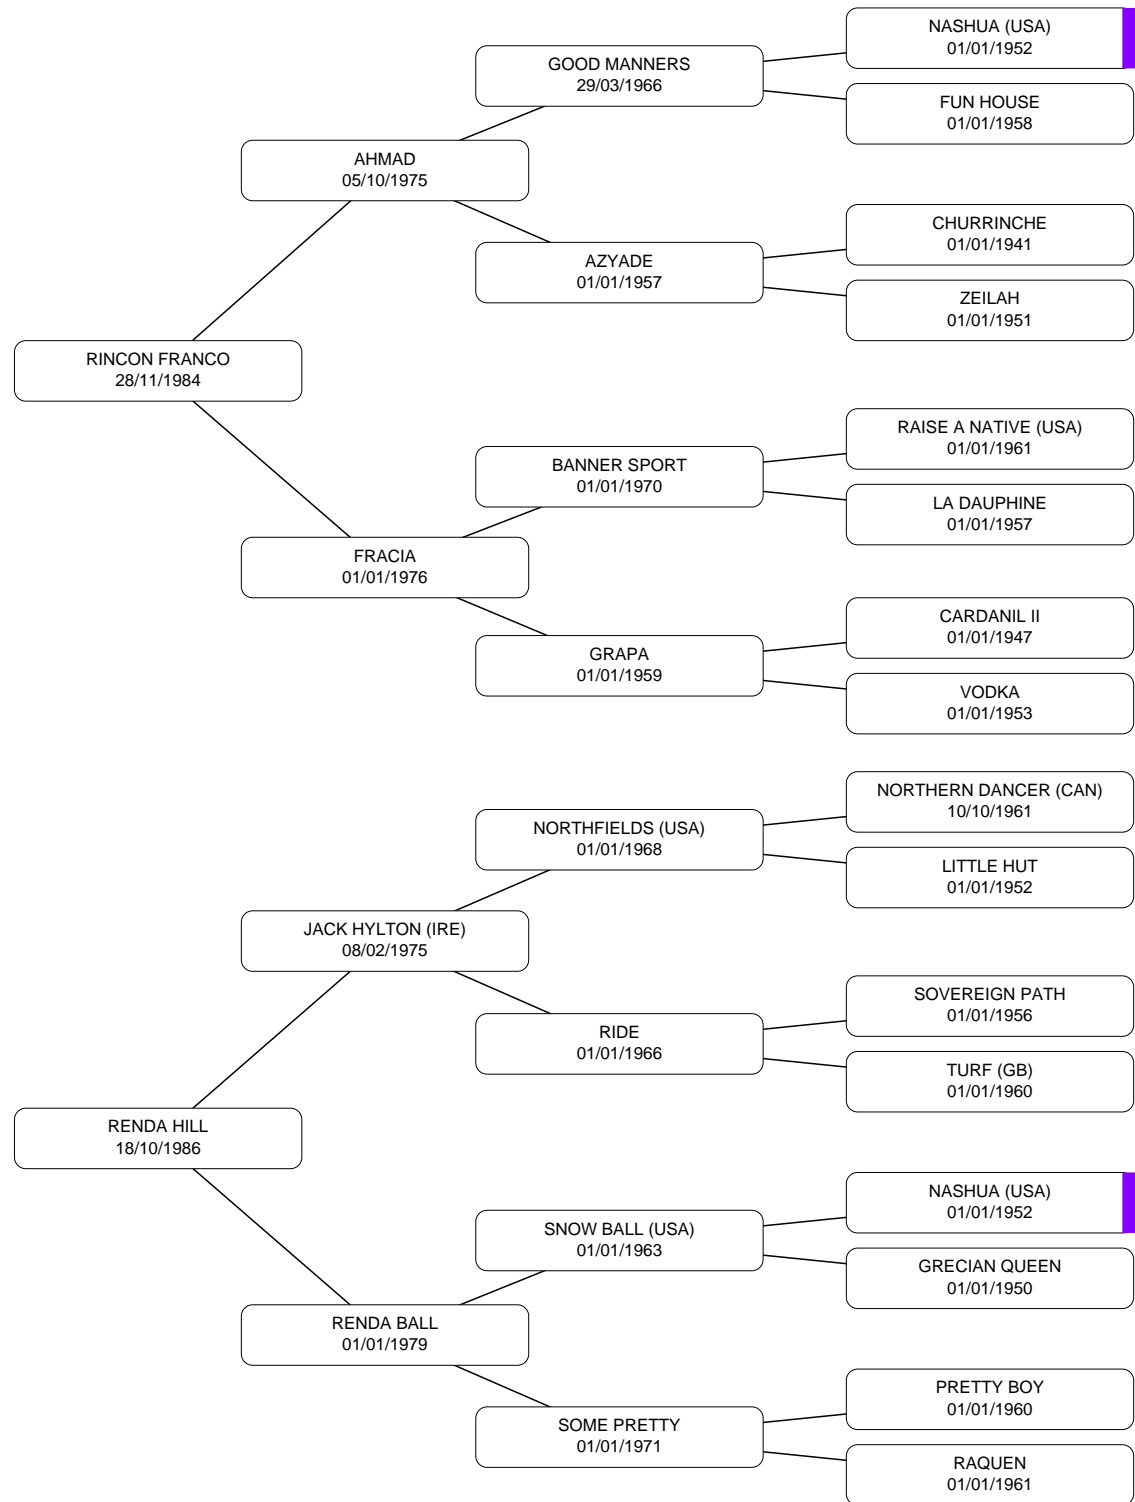 NASHUA (USA)
01/01/1952
GOOD MANNERS
29/03/1966
FUN HOUSE
01/01/1958
AHMAD
05/10/1975
CHURRINCHE
01/01/1941
AZYADE
01/01/1957
ZEILAH
01/01/1951
RINCON FRANCO
28/11/1984
RAISE A NATIVE (USA)
01/01/1961
BANNER SPORT
01/01/1970
LA DAUPHINE
01/01/1957
FRACIA
01/01/1976
CARDANIL II
01/01/1947
GRAPA
01/01/1959
VODKA
01/01/1953
NORTHERN DANCER (CAN)
10/10/1961
NORTHFIELDS (USA)
01/01/1968
LITTLE HUT
01/01/1952
JACK HYLTON (IRE)
08/02/1975
SOVEREIGN PATH
01/01/1956
RIDE
01/01/1966
TURF (GB)
01/01/1960
RENDA HILL
18/10/1986
NASHUA (USA)
01/01/1952
SNOW BALL (USA)
01/01/1963
GRECIAN QUEEN
01/01/1950
RENDA BALL
01/01/1979
PRETTY BOY
01/01/1960
SOME PRETTY
01/01/1971
RAQUEN
01/01/1961